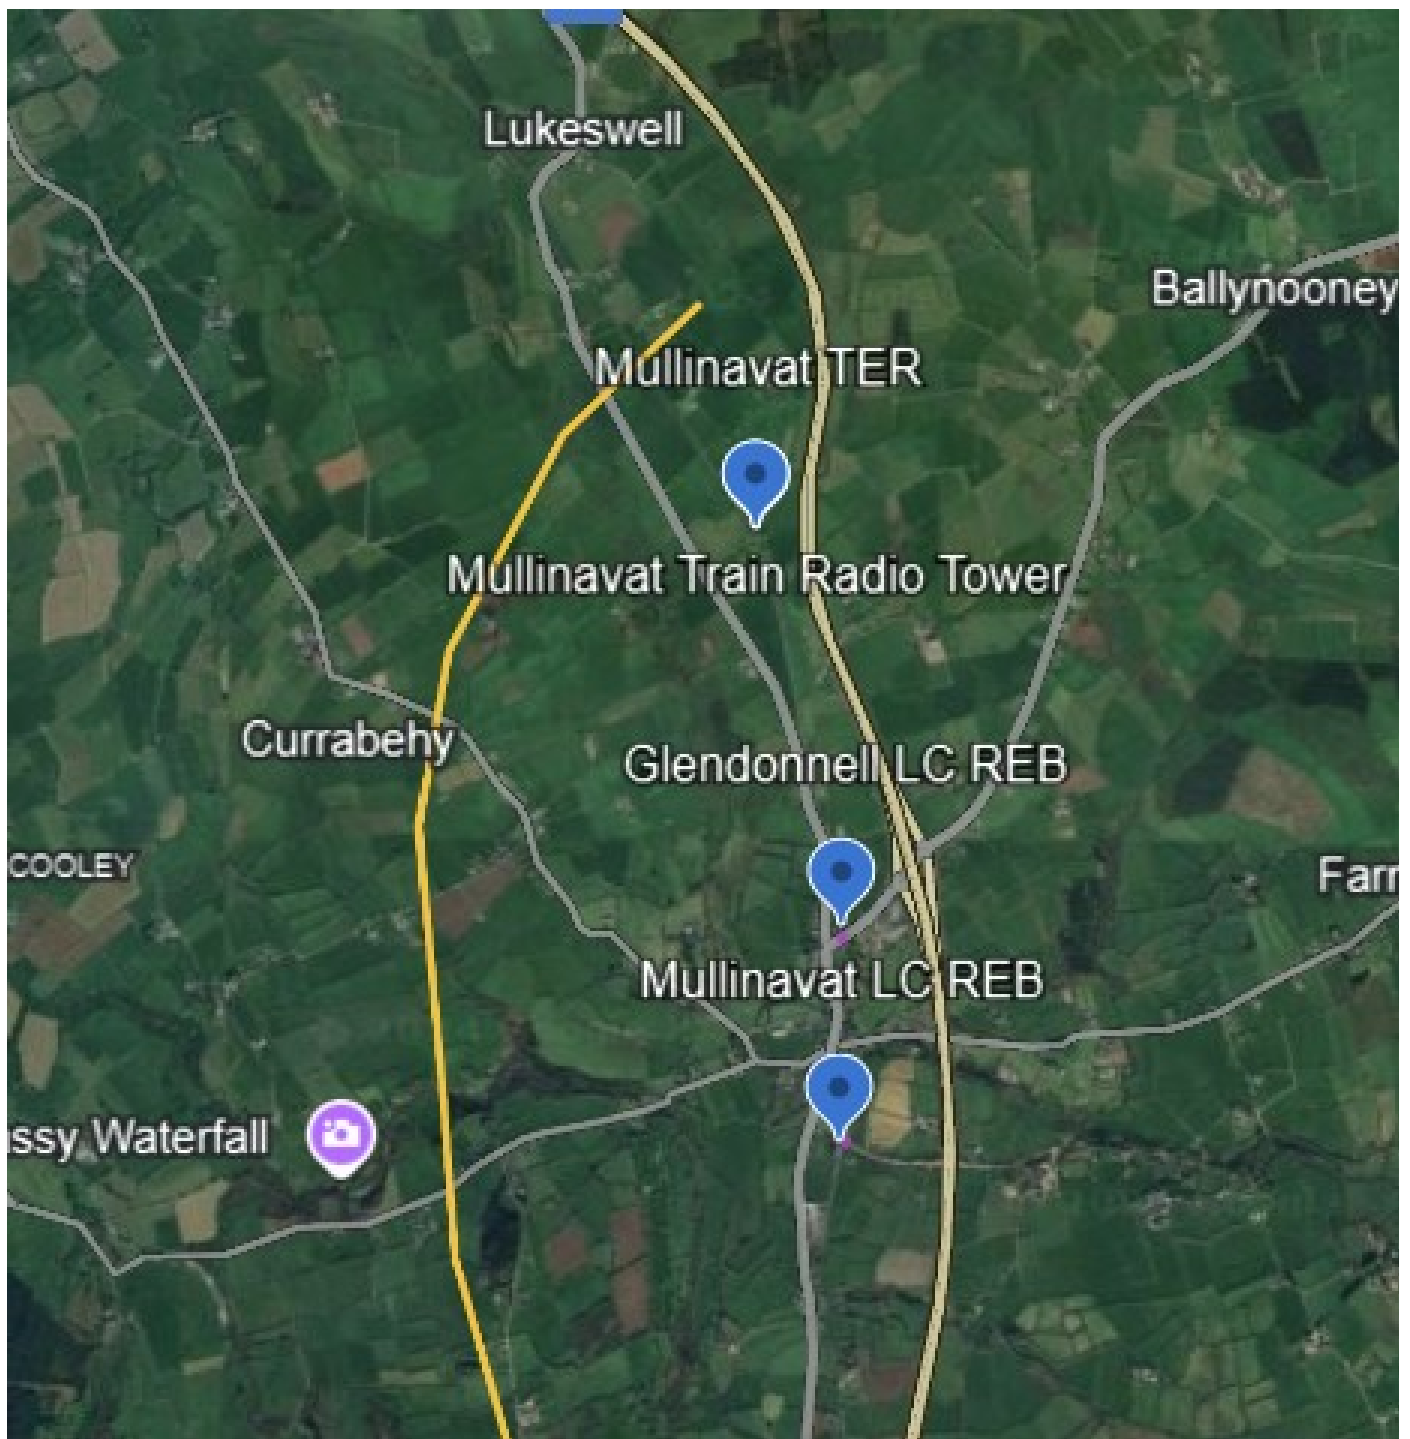 Lukeswell
Ballynooney
Mullinavat TER
Mullinavat Train Radio Tower
Currabehy
Glendonnell LC REB
COOLEY
Farr
Mullinavat LC REB
ssy Waterfall